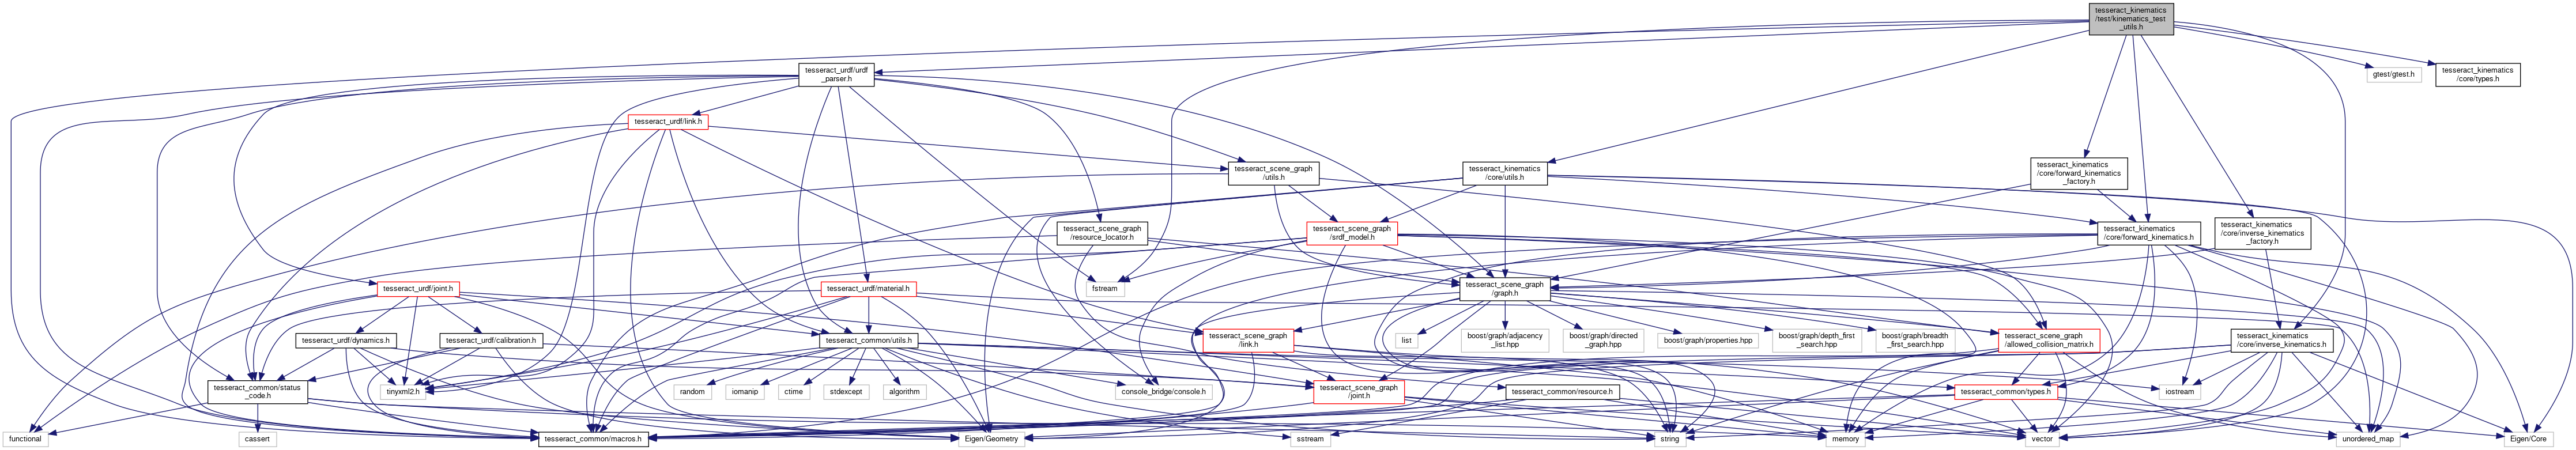 tesseract_kinematics
/test/kinematics_test
_utils.h
tesseract_urdf/urdf
_parser.h
gtest/gtest.h
tesseract_kinematics
/core/types.h
tesseract_urdf/link.h
tesseract_scene_graph
/utils.h
tesseract_kinematics
/core/utils.h
tesseract_kinematics
/core/forward_kinematics
_factory.h
tesseract_scene_graph
/resource_locator.h
tesseract_scene_graph
/srdf_model.h
tesseract_kinematics
/core/forward_kinematics.h
tesseract_kinematics
/core/inverse_kinematics
_factory.h
tesseract_urdf/joint.h
tesseract_urdf/material.h
fstream
tesseract_scene_graph
/graph.h
tesseract_urdf/dynamics.h
tesseract_urdf/calibration.h
tesseract_common/utils.h
tesseract_scene_graph
/link.h
list
boost/graph/adjacency
_list.hpp
boost/graph/directed
_graph.hpp
boost/graph/properties.hpp
boost/graph/depth_first
_search.hpp
boost/graph/breadth
_first_search.hpp
tesseract_scene_graph
/allowed_collision_matrix.h
tesseract_kinematics
/core/inverse_kinematics.h
tesseract_common/status
_code.h
tinyxml2.h
random
iomanip
ctime
stdexcept
algorithm
console_bridge/console.h
tesseract_scene_graph
/joint.h
tesseract_common/resource.h
tesseract_common/types.h
iostream
functional
cassert
tesseract_common/macros.h
Eigen/Geometry
sstream
string
memory
vector
unordered_map
Eigen/Core